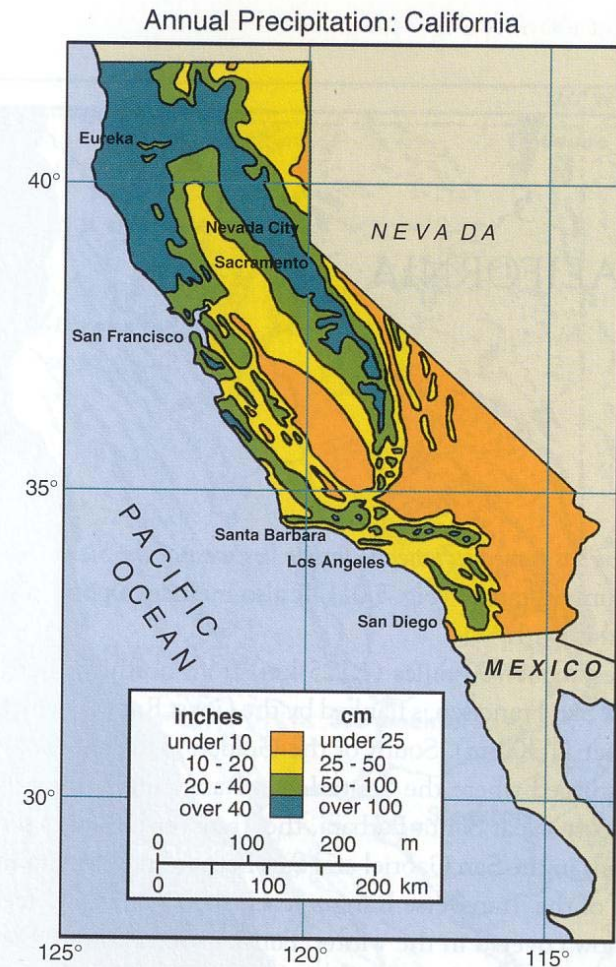 Annual Precipitation: California
Eureka
40°
NEVADA
Nevada City
Sacramento
San Francisco
35°
PACIFIC
OCEAN
Santa Barbara
Los Angeles
San Diego
MEXICO
inches cm
under 10 under 25
10 - 20 25 - 50
20 - 40 50 - 100
over 40 over 100
30°
0 100 200 m
0 100 200 km
125° 120° 115°